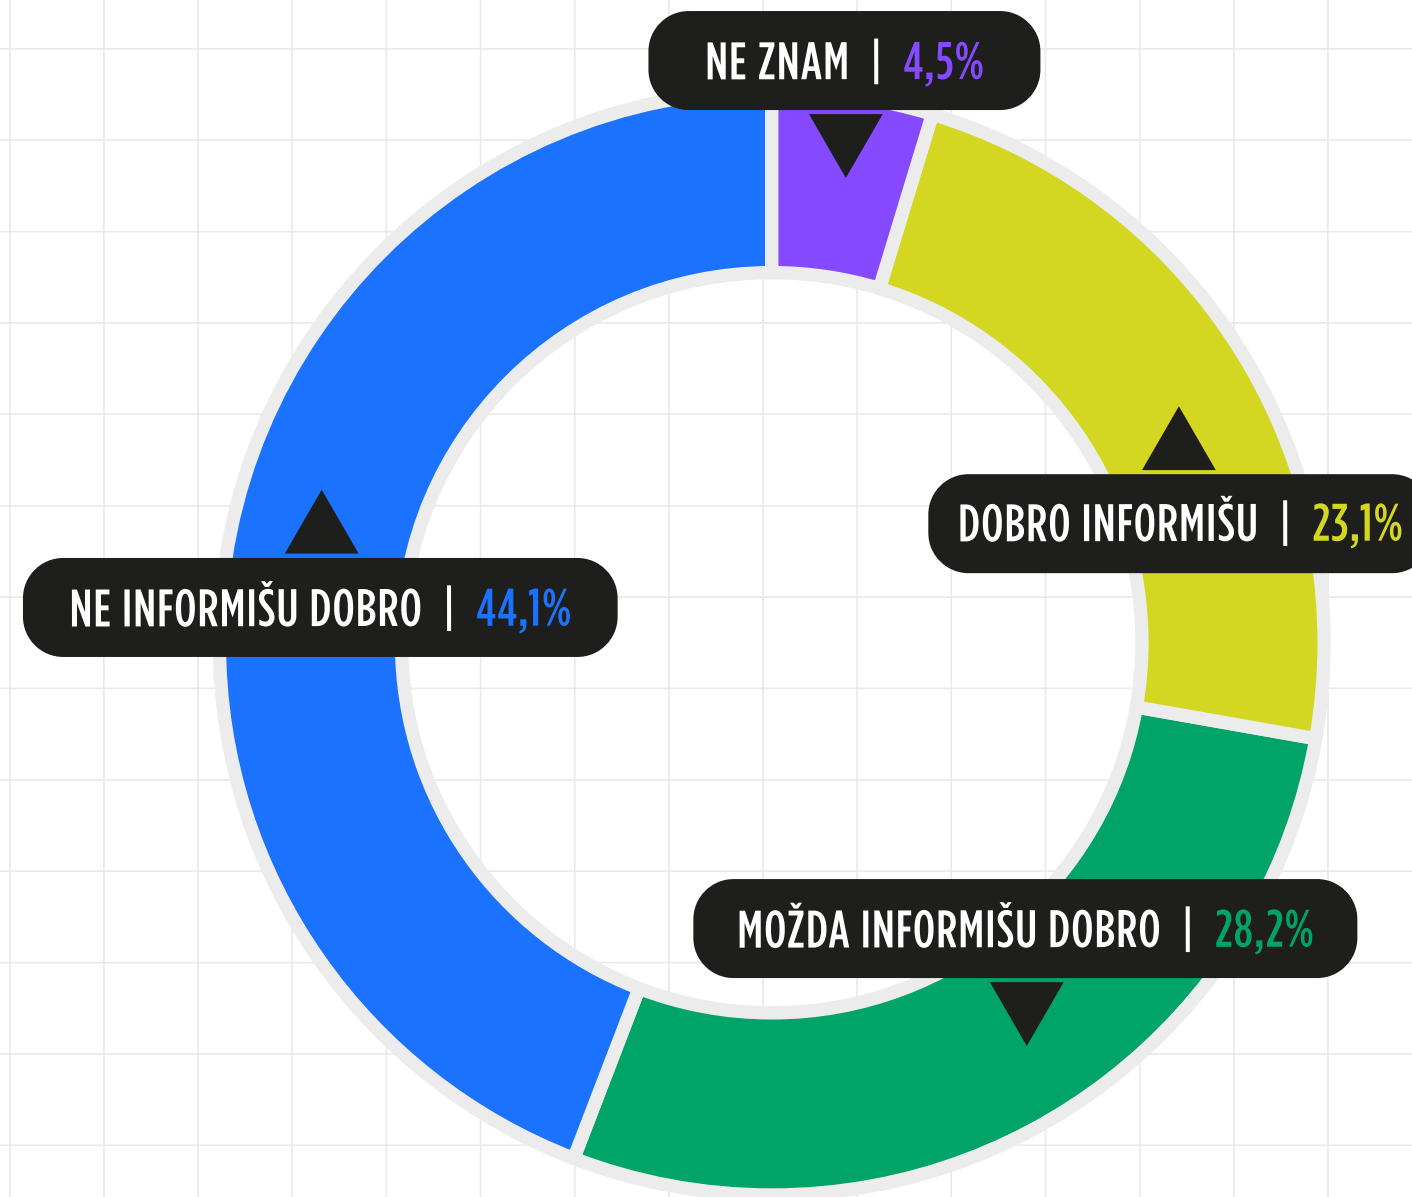 NE ZNAM | 4,5%
DOBRO INFORMIŠU | 23,1%
NE INFORMIŠU DOBRO | 44,1%
MOŽDA INFORMIŠU DOBRO | 28,2%